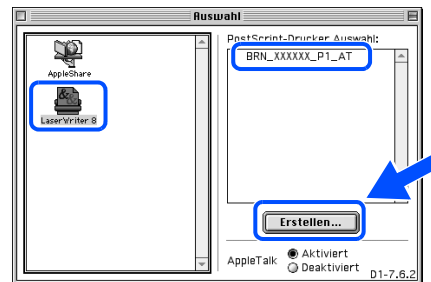 Auswahl
PostScript-Drucker Auswahl:
BRN_XXXXXX_P1_AT
AppleShare
LaserWriter 8
Erstellen...
AppleTalk
Aktiviert
Deaktiviert
D1-7.6.2